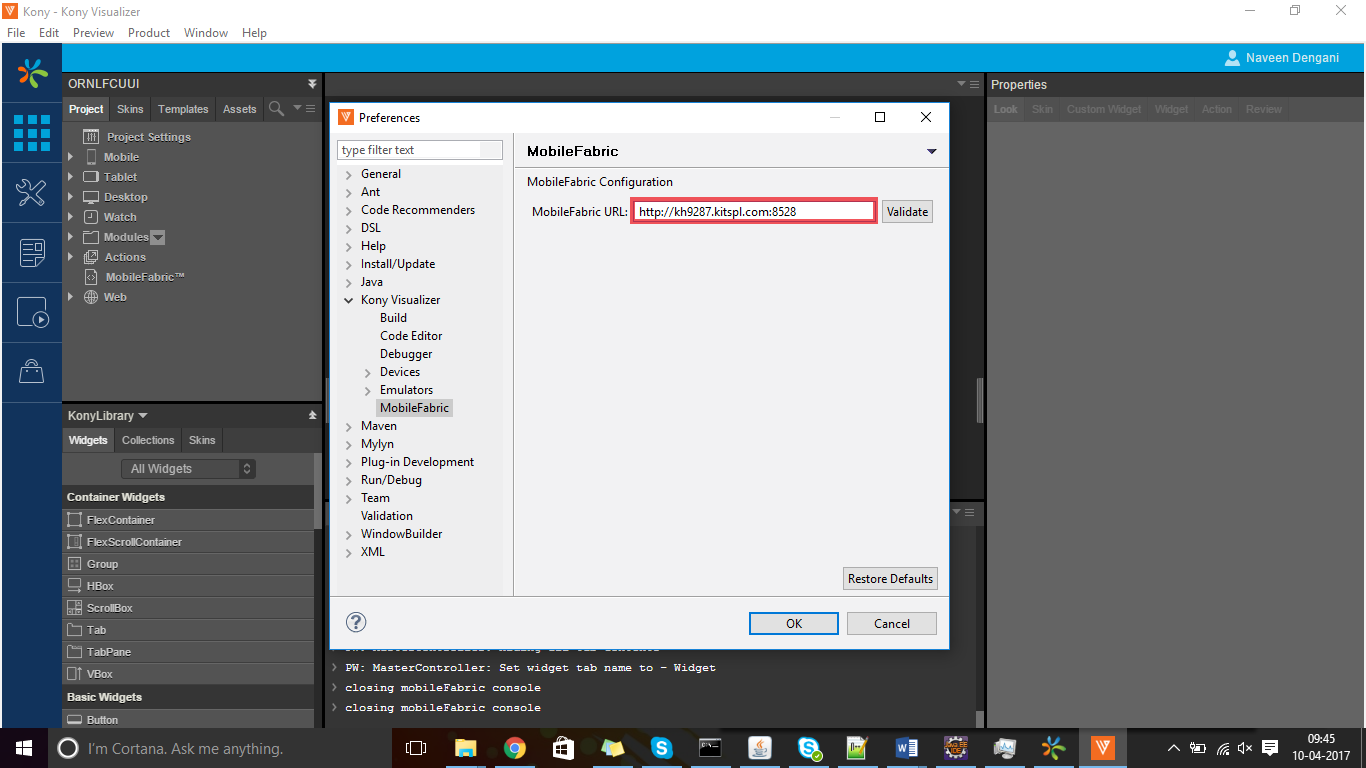 Kony - Kony Visualizer
File Edit Preview Product Window Help
Naveen Dengani
ORNLFCUUI
Project Skins Templates Assets
Project Settings
Mobile
Tablet
Desktop
Watch
Modules
Actions
MobileFabric™
Web
KonyLibrary
Widgets Collections Skins
All Widgets
Container Widgets
FlexContainer
FlexScrollContainer
Group
HBox
ScrollBox
Tab
TabPane
VBox
Basic Widgets
Button
Preferences
type filter text
General
Ant
Code Recommenders
DSL
Help
Install/Update
Java
Kony Visualizer
Build
Code Editor
Debugger
Devices
Emulators
MobileFabric
Maven
Mylyn
Plug-in Development
Run/Debug
Team
Validation
WindowBuilder
XML
MobileFabric
MobileFabric Configuration
MobileFabric URL: http://kh9287.kitspl.com:8528 Validate
Restore Defaults
OK Cancel
PW: MasterController: Set widget tab name to - Widget
closing mobileFabric console
closing mobileFabric console
Properties
Look Skin Custom Widget Widget Action Review
I'm Cortana. Ask me anything.
09:45
10-04-2017